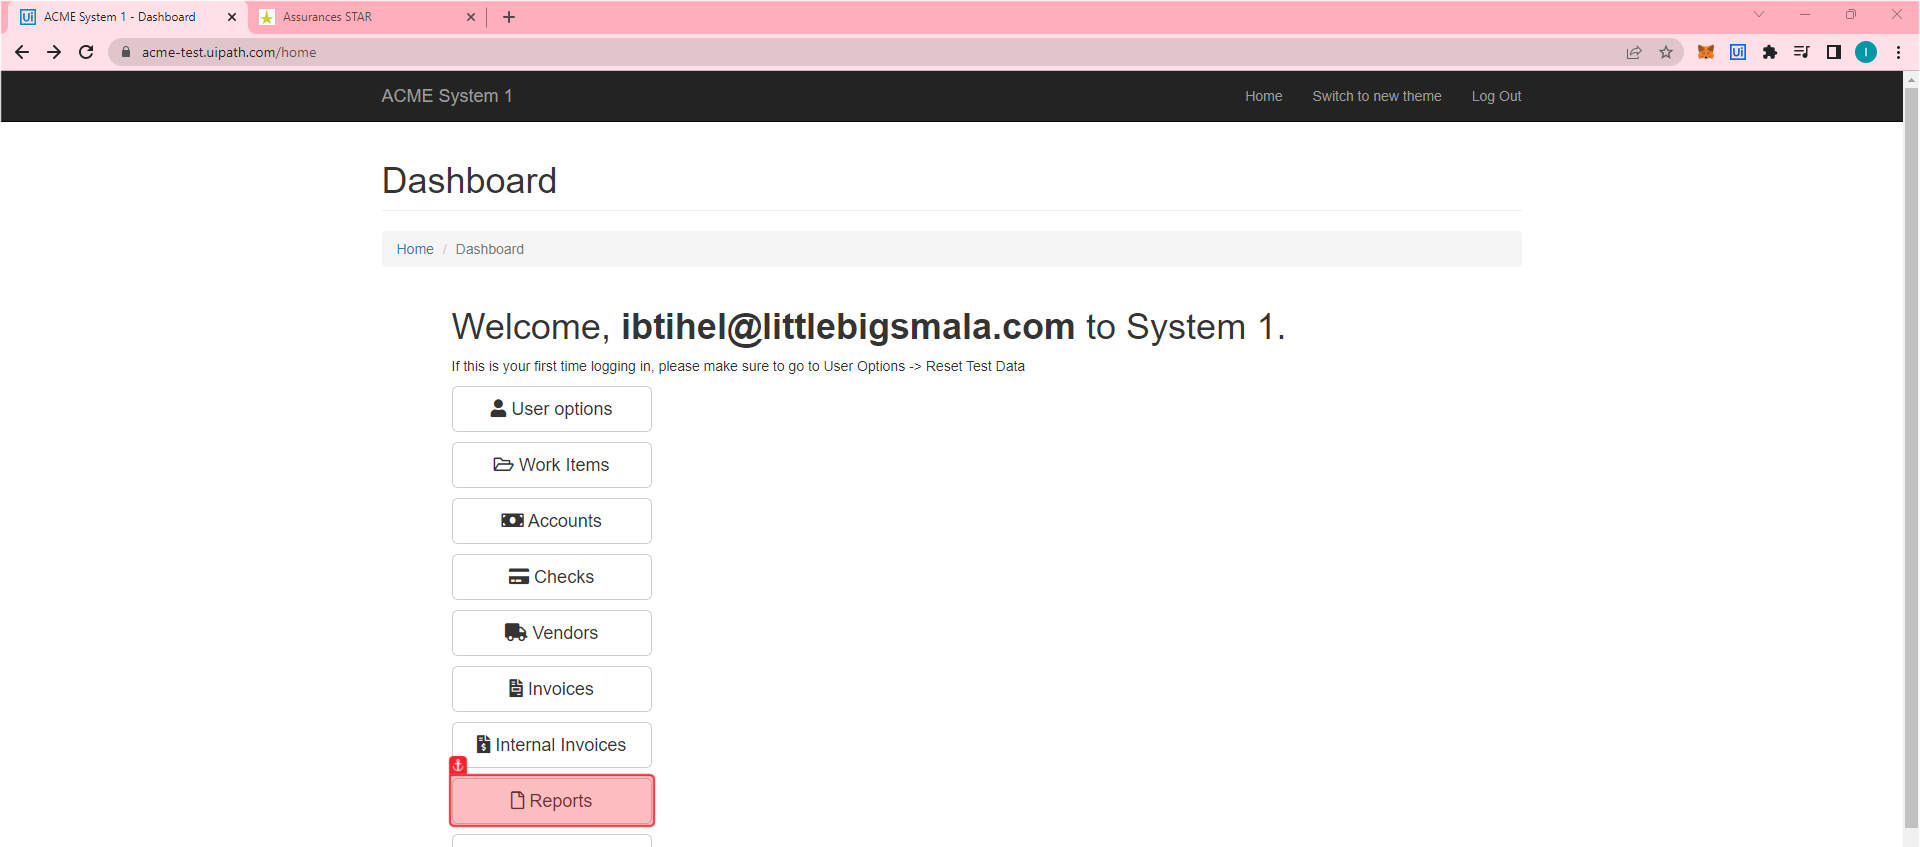 ACME System 1 - Dashboard
Assurances STAR
acme-test.uipath.com/home
Ui
I
ACME System 1
Home
Switch to new theme
Log Out
Dashboard
Home / Dashboard
Welcome, ibtihel@littlebigsmala.com to System 1.
If this is your first time logging in, please make sure to go to User Options -> Reset Test Data
User options
Work Items
Accounts
Checks
Vendors
Invoices
Internal Invoices
Reports